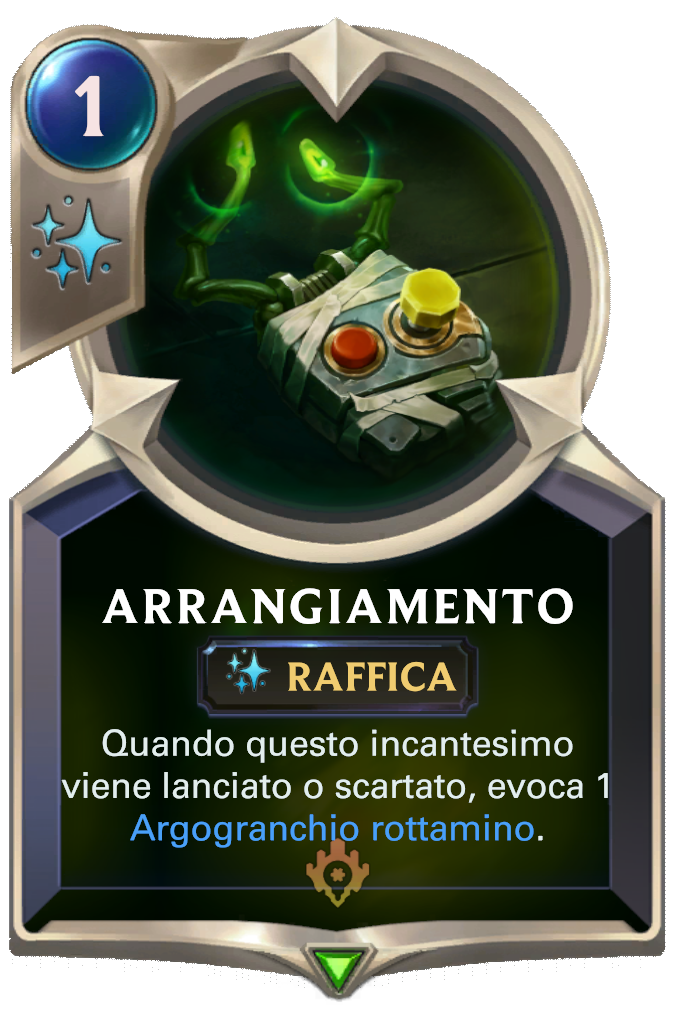 1
ARRANGIAMENTO
RAFFICA
Quando questo incantesimo
viene lanciato o scartato, evoca 1
Argogranchio rottamino.